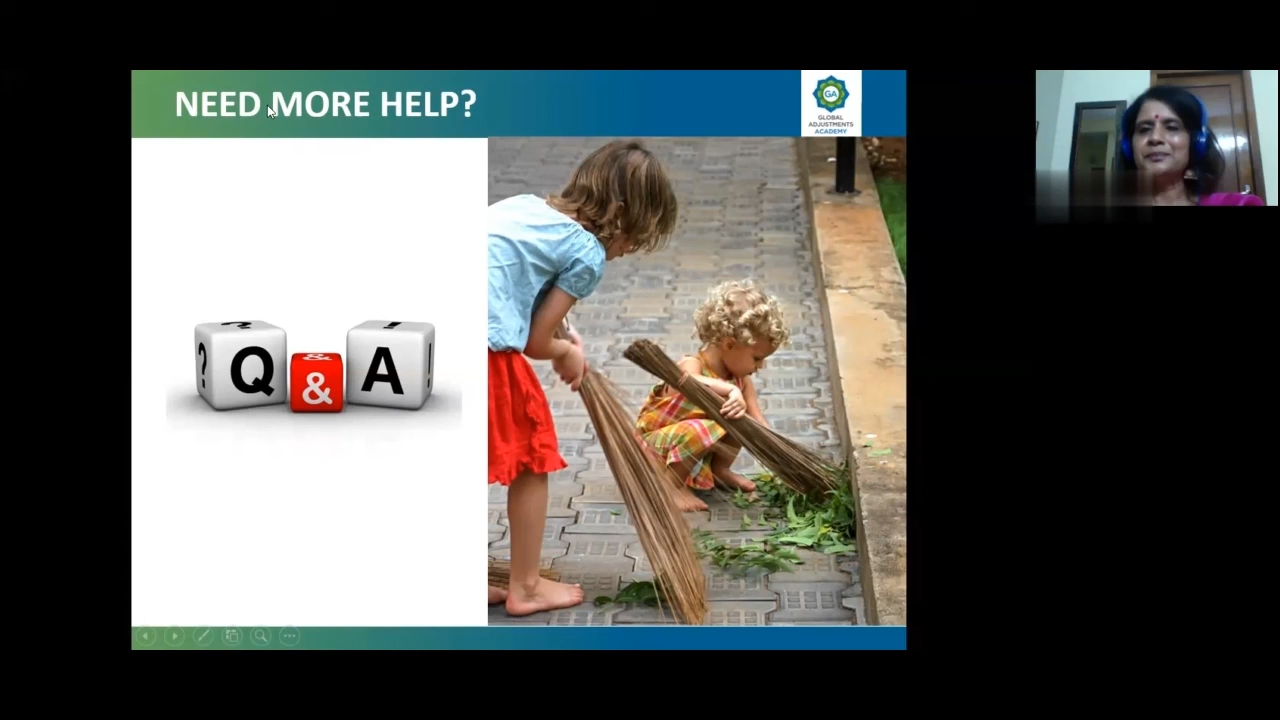 NEED MORE HELP?
GA
GLOBAL
ADJUSTMENTS
ACADEMY
? Q & A !